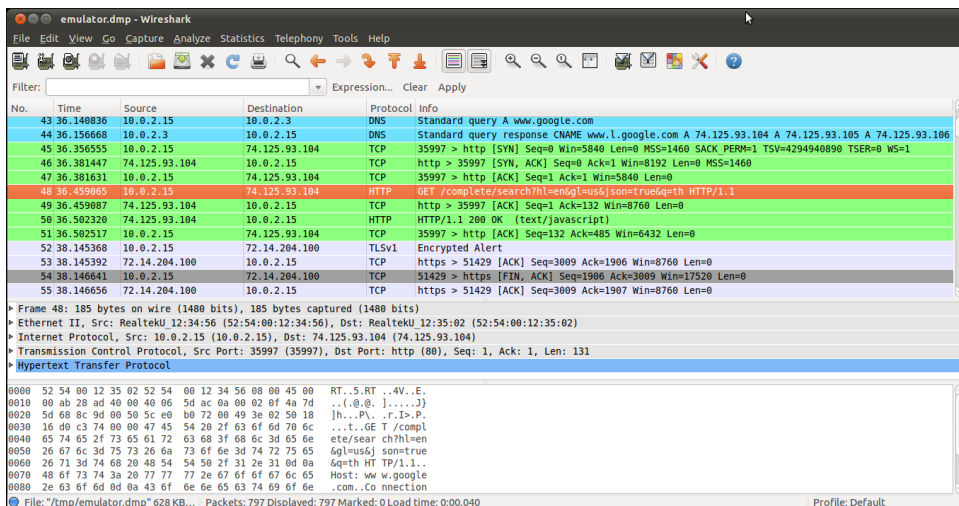 emulator.dmp - Wireshark
File Edit View Go Capture Analyze Statistics Telephony Tools Help
Filter: Expression... Clear Apply
No. Time Source Destination Protocol Info
43 36.140836 10.0.2.15 10.0.2.3 DNS Standard query A www.google.com
44 36.156668 10.0.2.3 10.0.2.15 DNS Standard query response CNAME www.l.google.com A 74.125.93.104 A 74.125.93.105 A 74.125.93.106
45 36.356555 10.0.2.15 74.125.93.104 TCP 35997 > http [SYN] Seq=0 Win=5840 Len=0 MSS=1460 SACK_PERM=1 TSV=4294940890 TSER=0 WS=1
46 36.381447 74.125.93.104 10.0.2.15 TCP http > 35997 [SYN, ACK] Seq=0 Ack=1 Win=8192 Len=0 MSS=1460
47 36.381631 10.0.2.15 74.125.93.104 TCP 35997 > http [ACK] Seq=1 Ack=1 Win=5840 Len=0
48 36.459065 10.0.2.15 74.125.93.104 HTTP GET /complete/search?hl=en&gl=us&json=true&q=th HTTP/1.1
49 36.459087 74.125.93.104 10.0.2.15 TCP http > 35997 [ACK] Seq=1 Ack=132 Win=8760 Len=0
50 36.502320 74.125.93.104 10.0.2.15 HTTP HTTP/1.1 200 OK (text/javascript)
51 36.502517 10.0.2.15 74.125.93.104 TCP 35997 > http [ACK] Seq=132 Ack=485 Win=6432 Len=0
52 38.145368 10.0.2.15 72.14.204.100 TLSv1 Encrypted Alert
53 38.145392 72.14.204.100 10.0.2.15 TCP https > 51429 [ACK] Seq=3009 Ack=1906 Win=8760 Len=0
54 38.146641 10.0.2.15 72.14.204.100 TCP 51429 > https [FIN, ACK] Seq=1906 Ack=3009 Win=17520 Len=0
55 38.146656 72.14.204.100 10.0.2.15 TCP https > 51429 [ACK] Seq=3009 Ack=1907 Win=8760 Len=0
Frame 48: 185 bytes on wire (1480 bits), 185 bytes captured (1480 bits)
Ethernet II, Src: RealtekU_12:34:56 (52:54:00:12:34:56), Dst: RealtekU_12:35:02 (52:54:00:12:35:02)
Internet Protocol, Src: 10.0.2.15 (10.0.2.15), Dst: 74.125.93.104 (74.125.93.104)
Transmission Control Protocol, Src Port: 35997 (35997), Dst Port: http (80), Seq: 1, Ack: 1, Len: 131
Hypertext Transfer Protocol
0000 52 54 00 12 35 02 52 54 00 12 34 56 08 00 45 00 RT..5.RT ..4V..E.
0010 00 ab 28 ad 40 00 40 06 5d ac 0a 00 02 0f 4a 7d ..(.@.@. ].....J}
0020 5d 68 8c 9d 00 50 5c e0 b0 72 00 49 3e 02 50 18 ]h...P\. .r.I>.P.
0030 16 d0 c3 74 00 00 47 45 54 20 2f 63 6f 6d 70 6c ...t..GE T /compl
0040 65 74 65 2f 73 65 61 72 63 68 3f 68 6c 3d 65 6e ete/sear ch?hl=en
0050 26 67 6c 3d 75 73 26 6a 73 6f 6e 3d 74 72 75 65 &gl=us&j son=true
0060 26 71 3d 74 68 20 48 54 54 50 2f 31 2e 31 0d 0a &q=th HT TP/1.1..
0070 48 6f 73 74 3a 20 77 77 77 2e 67 6f 6f 67 6c 65 Host: ww w.google
0080 2e 63 6f 6d 0d 0a 43 6f 6e 6e 65 63 74 69 6f 6e .com..Co nnection
File: "/tmp/emulator.dmp" 628 KB... Packets: 797 Displayed: 797 Marked: 0 Load time: 0:00.040 Profile: Default